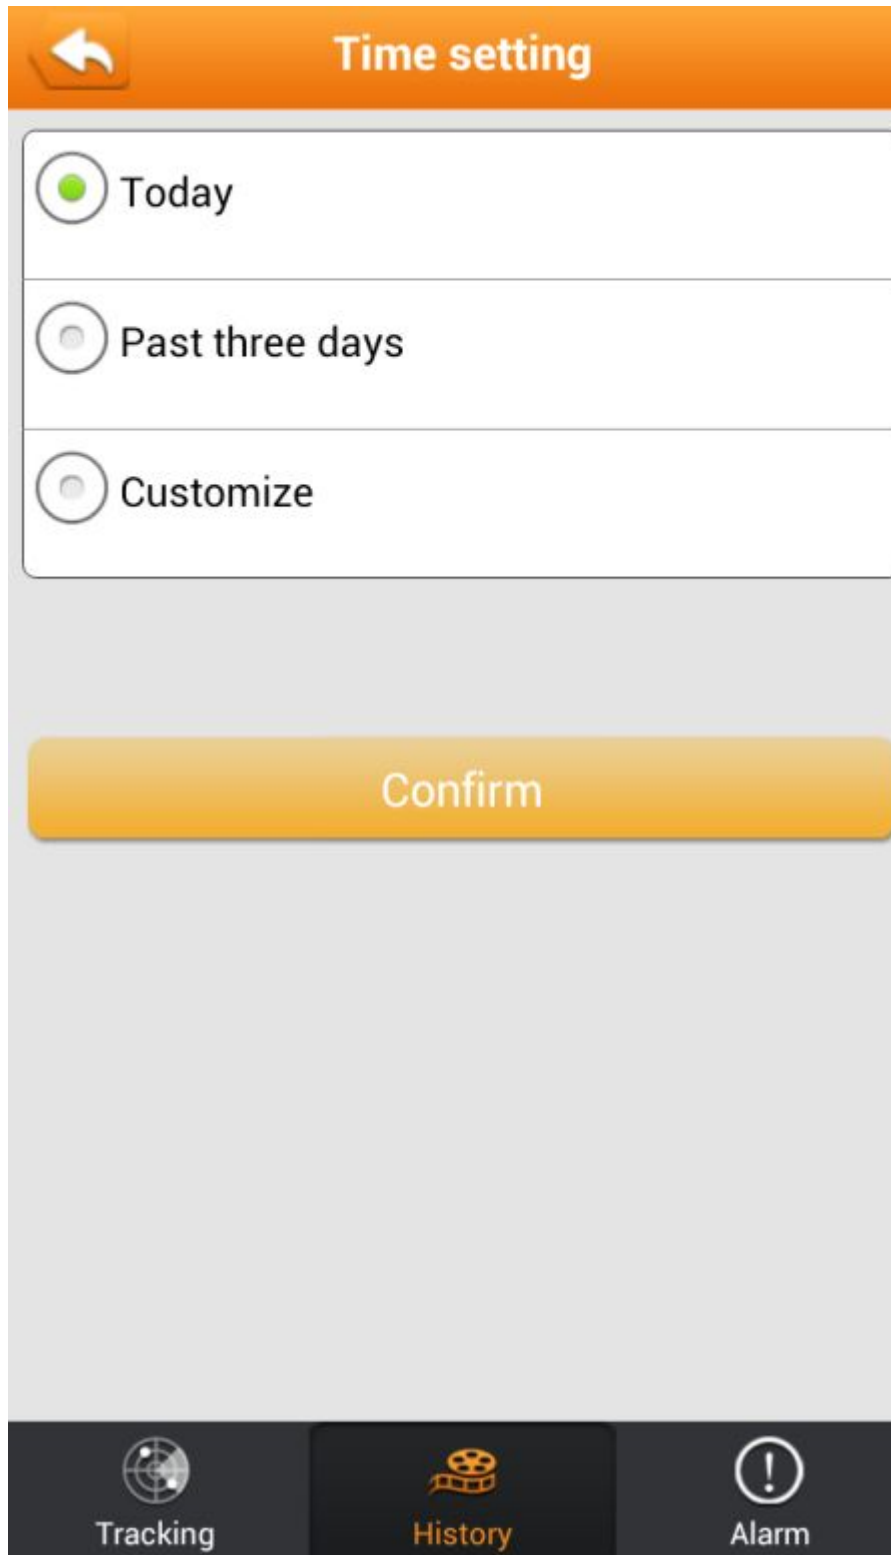 Time setting
Today
Past three days
Customize
Confirm
Tracking
History
Alarm